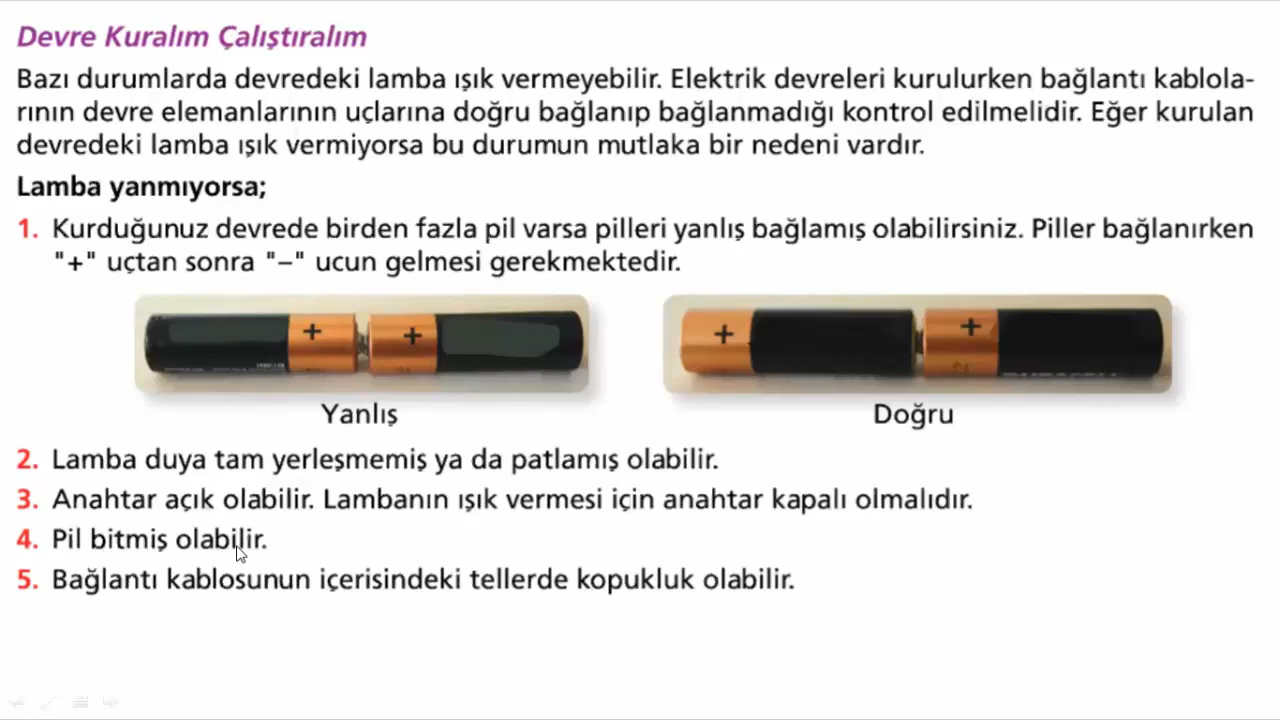 Devre Kuralım Çalıştıralım
Bazı durumlarda devredeki lamba ışık vermeyebilir. Elektrik devreleri kurulurken bağlantı kablola-
rının devre elemanlarının uçlarına doğru bağlanıp bağlanmadığı kontrol edilmelidir. Eğer kurulan
devredeki lamba ışık vermiyorsa bu durumun mutlaka bir nedeni vardır.
Lamba yanmıyorsa;
1. Kurduğunuz devrede birden fazla pil varsa pilleri yanlış bağlamış olabilirsiniz. Piller bağlanırken
"+" uçtan sonra "–" ucun gelmesi gerekmektedir.
+ + + +
Yanlış Doğru
2. Lamba duya tam yerleşmemiş ya da patlamış olabilir.
3. Anahtar açık olabilir. Lambanın ışık vermesi için anahtar kapalı olmalıdır.
4. Pil bitmiş olabilir.
5. Bağlantı kablosunun içerisindeki tellerde kopukluk olabilir.